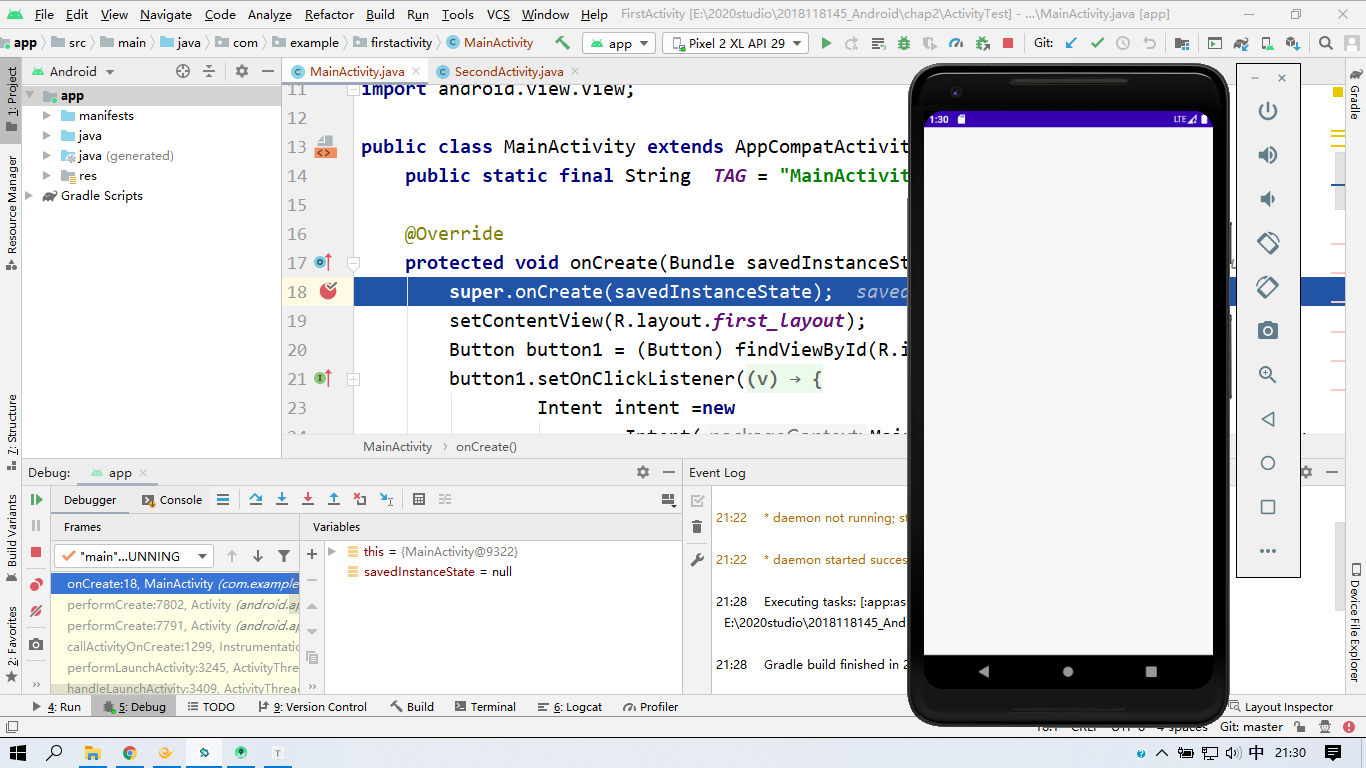 File Edit View Navigate Code Analyze Refactor Build Run Tools VCS Window Help FirstActivity [E:\2020studio\2018118145_Android\chap2\ActivityTest] - ...\MainActivity.java [app]
app src main java com example firstactivity MainActivity app Pixel 2 XL API 29 Git:
1: Project
Resource Manager
7: Structure
Build Variants
2: Favorites
Android
app
manifests
java
java (generated)
res
Gradle Scripts
MainActivity.java SecondActivity.java
11 import android.view.View;
12
13 public class MainActivity extends AppCompatActivit
14 public static final String TAG = "MainActivit
15
16 @Override
17 protected void onCreate(Bundle savedInstanceSt
18 super.onCreate(savedInstanceState); saved
19 setContentView(R.layout.first_layout);
20 Button button1 = (Button) findViewById(R.i
21 button1.setOnClickListener((v) → {
23 Intent intent =new
24 Intent( packageContext: Mai
MainActivity › onCreate()
1:30 LTE
Gradle
Device File Explorer
Debug: app
Debugger Console
Frames
"main"...UNNING
onCreate:18, MainActivity (com.example
performCreate:7802, Activity (android.ap
performCreate:7791, Activity (android.ap
callActivityOnCreate:1299, Instrumentatic
performLaunchActivity:3245, ActivityThre
handleLaunchActivity:3409, ActivityThread
Variables
this = {MainActivity@9322}
savedInstanceState = null
Event Log
21:22 * daemon not running; st
21:22 * daemon started succes
21:28 Executing tasks: [:app:as
E:\2020studio\2018118145_And
21:28 Gradle build finished in 2
4: Run 5: Debug TODO 9: Version Control Build Terminal 6: Logcat Profiler Layout Inspector
18:1 CRLF UTF-8 4 spaces Git: master
中 21:30